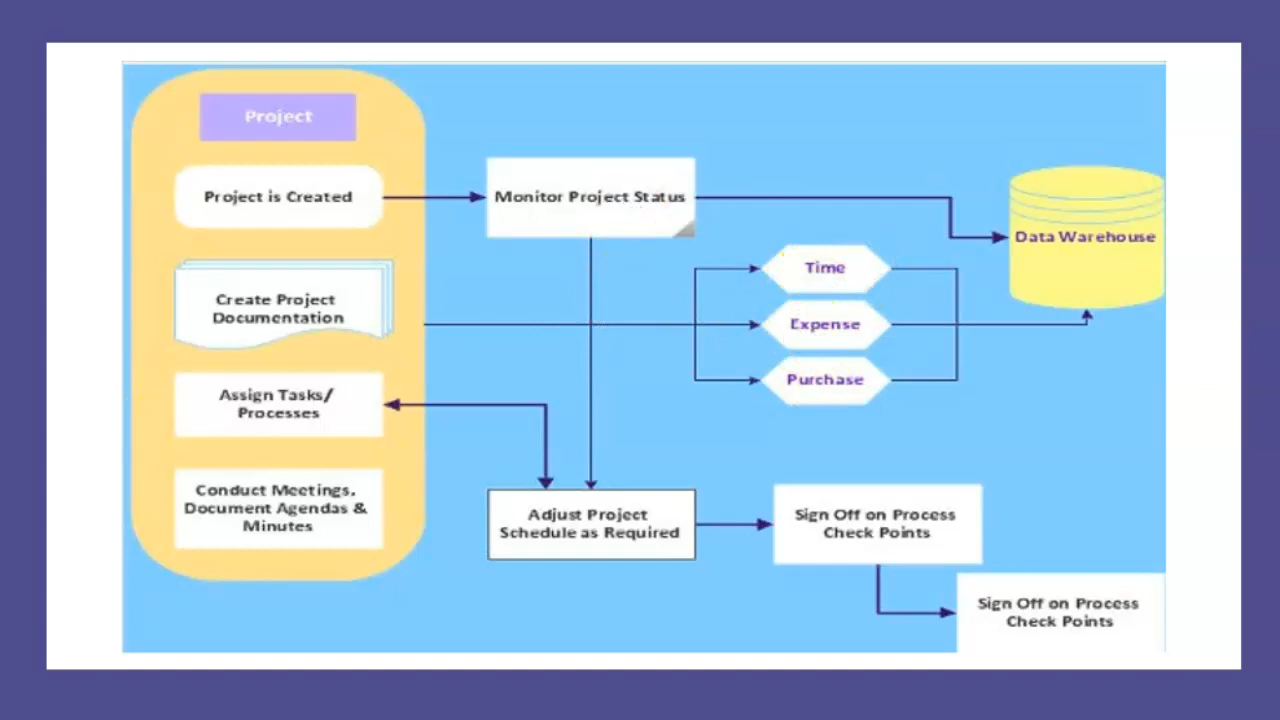 Project
Project is Created
Monitor Project Status
Data Warehouse
Time
Create Project
Documentation
Expense
Purchase
Assign Tasks/
Processes
Conduct Meetings,
Document Agendas &
Minutes
Adjust Project
Schedule as Required
Sign Off on Process
Check Points
Sign Off on Process
Check Points